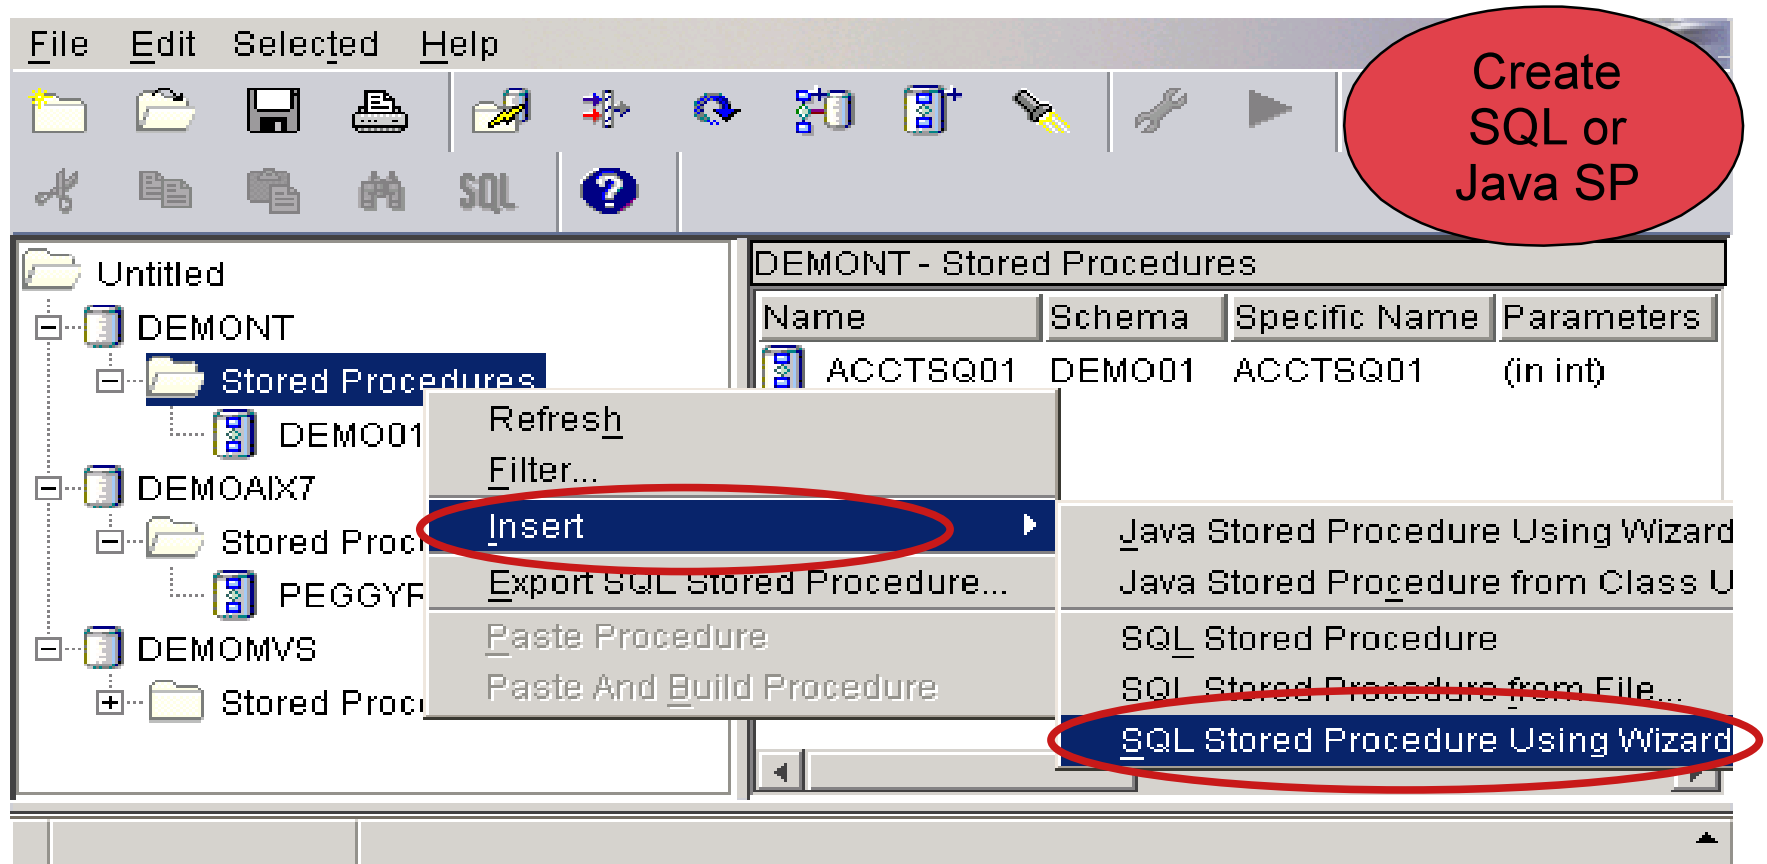 File Edit Selected Help
Create
SQL or
Java SP
SQL
?
Untitled
DEMONT
Stored Procedures
DEMO01
DEMOAIX7
Stored Proc
PEGGYR
DEMOMVS
Stored Proc
DEMONT - Stored Procedures
Name Schema Specific Name Parameters
ACCTSQ01 DEMO01 ACCTSQ01 (in int)
Refresh
Filter...
Insert
Export SQL Stored Procedure...
Paste Procedure
Paste And Build Procedure
Java Stored Procedure Using Wizard
Java Stored Procedure from Class U
SQL Stored Procedure
SQL Stored Procedure from File...
SQL Stored Procedure Using Wizard